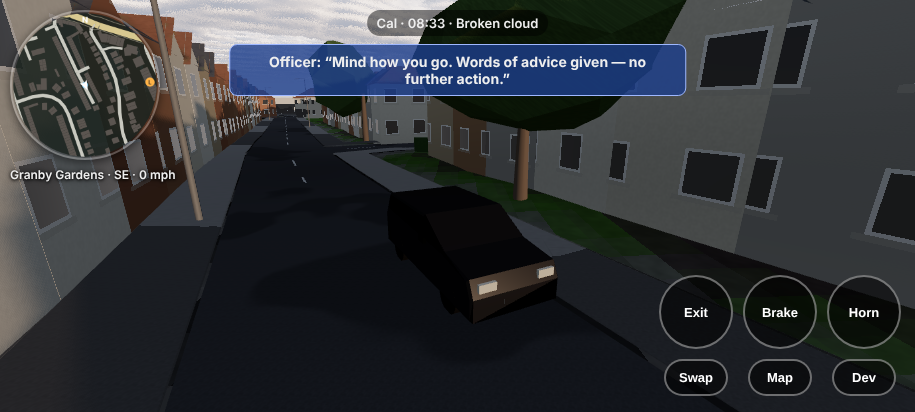 Cal · 08:33 · Broken cloud
Officer: “Mind how you go. Words of advice given — no
further action.”
L
Granby Gardens · SE · 0 mph
Exit
Brake
Horn
Swap
Map
Dev